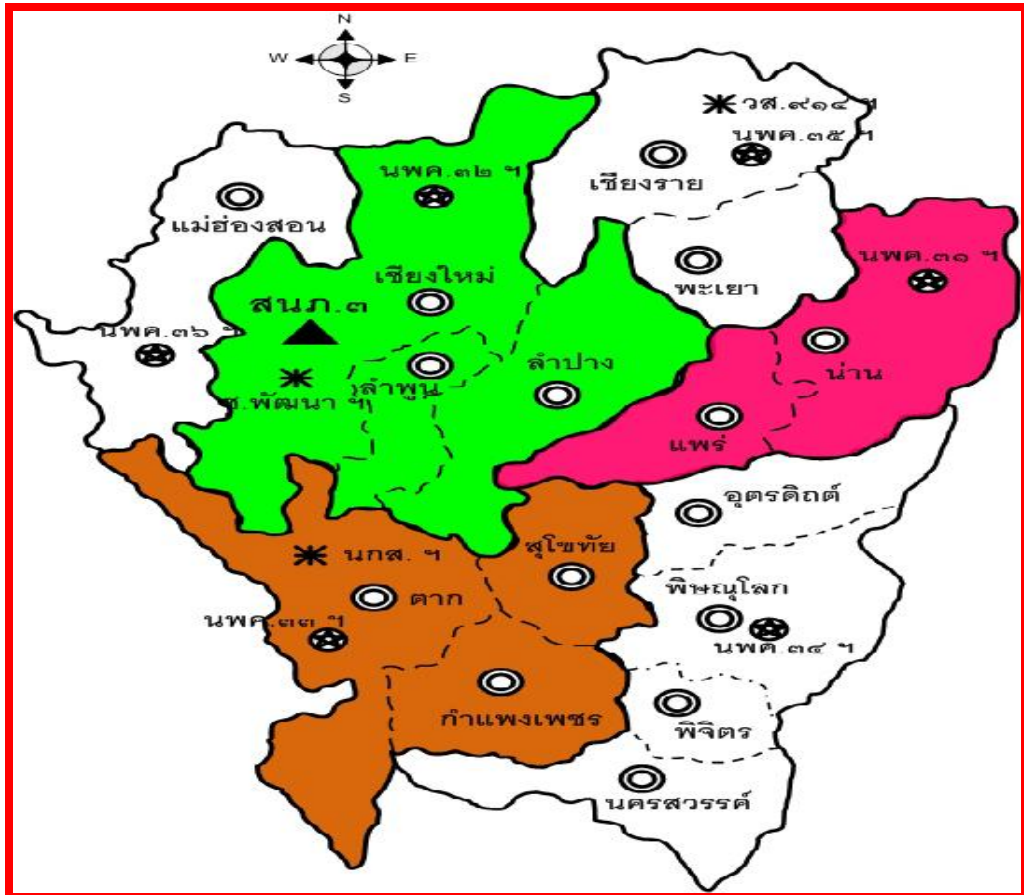 N
W E
S
วส.๙๑๔ ฯ
นพค.๓๕ ฯ
นพค.๓๒ ฯ
เชียงราย
แม่ฮ่องสอน
นพค.๓๑ ฯ
เชียงใหม่
พะเยา
สนภ.๓
นพค.๓๖ ฯ
ลำปาง
น่าน
ลำพูน
ช.พัฒนา ฯ
แพร่
อุตรดิถต์
สุโขทัย
นกส. ฯ
พิษณุโลก
ตาก
นพค.๓๓ ฯ
นพค.๓๔ ฯ
กำแพงเพชร
พิจิตร
นครสวรรค์